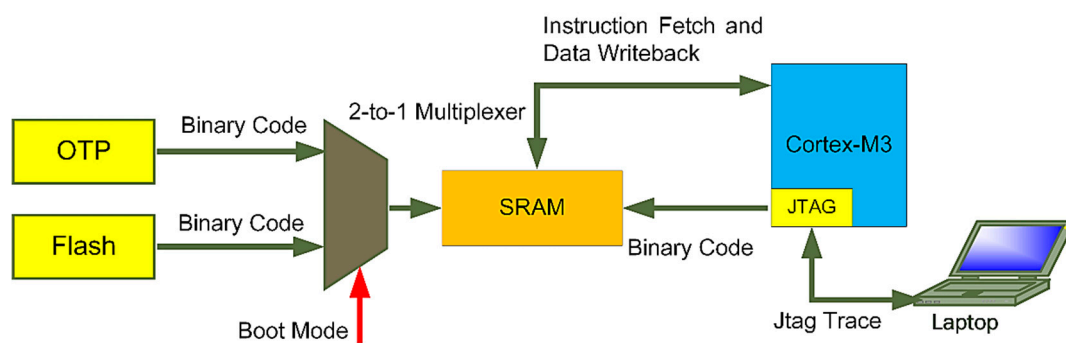 Instruction Fetch and
Data Writeback
2-to-1 Multiplexer
Binary Code
OTP
Cortex-M3
SRAM
JTAG
Binary Code
Flash
Binary Code
Boot Mode
Jtag Trace
Laptop